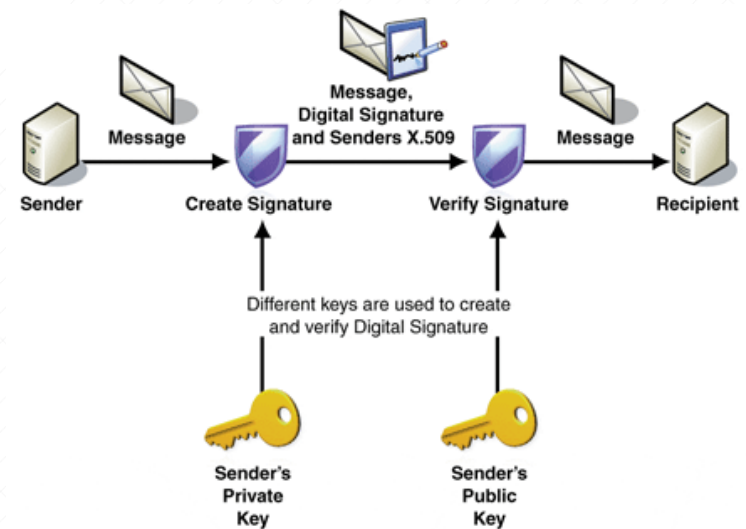 Message,
Digital Signature
and Senders X.509
Message
Message
Sender
Create Signature
Verify Signature
Recipient
Different keys are used to create
and verify Digital Signature
Sender's
Private
Key
Sender's
Public
Key